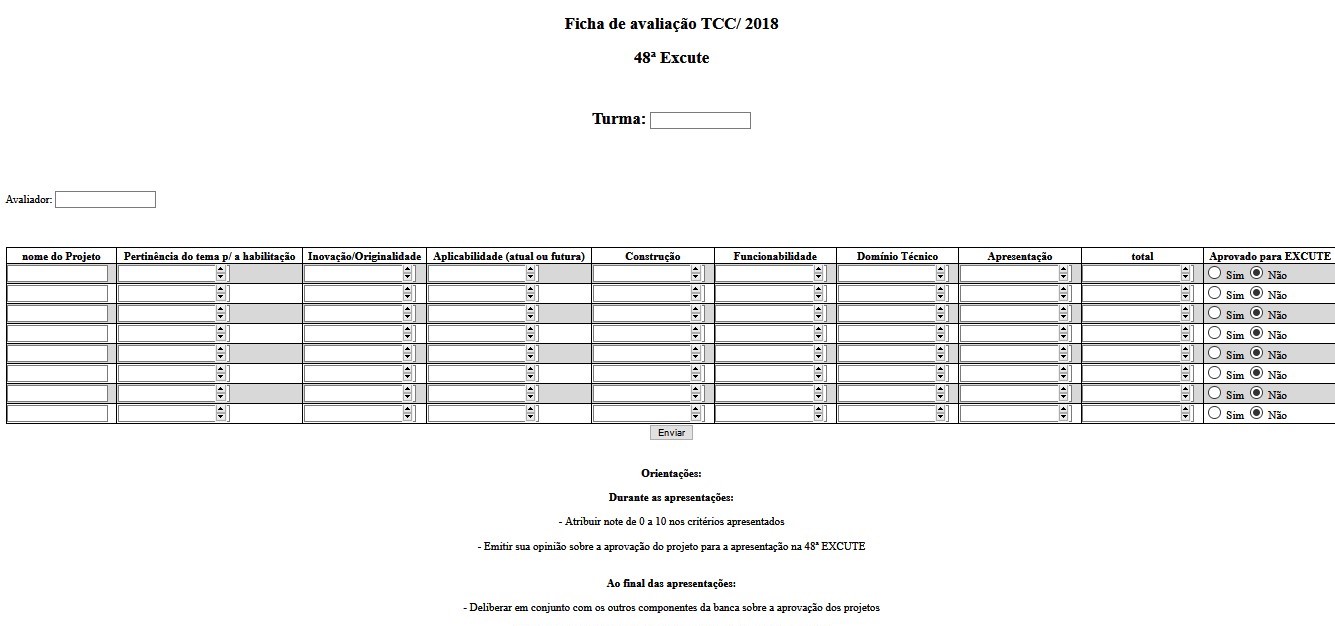 Ficha de avaliação TCC/ 2018
48ª Excute
Turma:
Avaliador:
nome do Projeto Pertinência do tema p/ a habilitação Inovação/Originalidade Aplicabilidade (atual ou futura) Construção Funcionabilidade Domínio Técnico Apresentação total Aprovado para EXCUTE
Sim Não
Sim Não
Sim Não
Sim Não
Sim Não
Sim Não
Sim Não
Sim Não
Enviar
Orientações:
Durante as apresentações:
- Atribuir note de 0 a 10 nos critérios apresentados
- Emitir sua opinião sobre a aprovação do projeto para a apresentação na 48ª EXCUTE
Ao final das apresentações:
- Deliberar em conjunto com os outros componentes da banca sobre a aprovação dos projetos